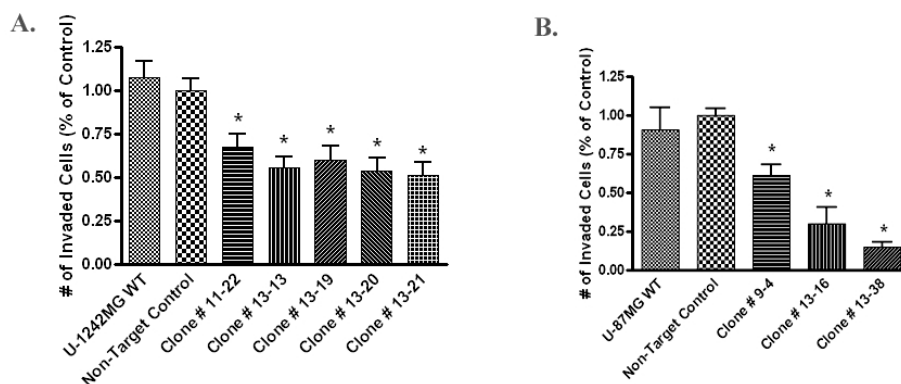 A.
# of Invaded Cells (% of Control)
1.25
1.00
0.75
0.50
0.25
0.00
*
*
*
*
*
U-1242MG WT
Non-Target Control
Clone # 11-22
Clone # 13-13
Clone # 13-19
Clone # 13-20
Clone # 13-21
B.
# of Invaded Cells (% of Control)
1.25
1.00
0.75
0.50
0.25
0.00
*
*
*
U-87MG WT
Non-Target Control
Clone # 9-4
Clone # 13-16
Clone # 13-38